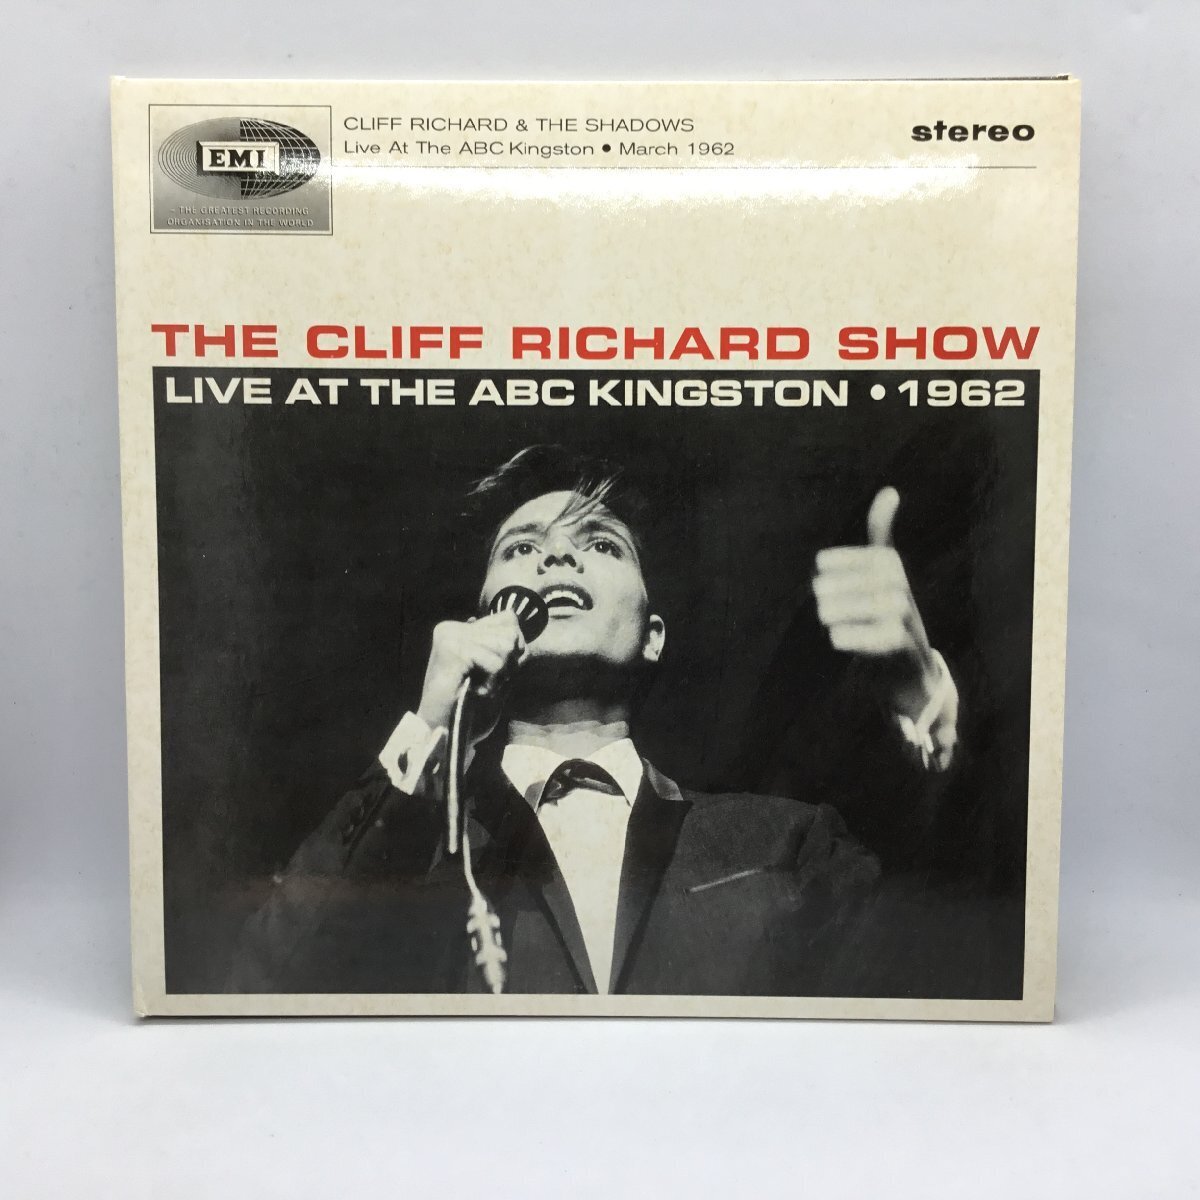 EMI
- THE GREATEST RECORDING
ORGANISATION IN THE WORLD
CLIFF RICHARD & THE SHADOWS
Live At The ABC Kingston • March 1962
stereo
THE CLIFF RICHARD SHOW
LIVE AT THE ABC KINGSTON • 1962